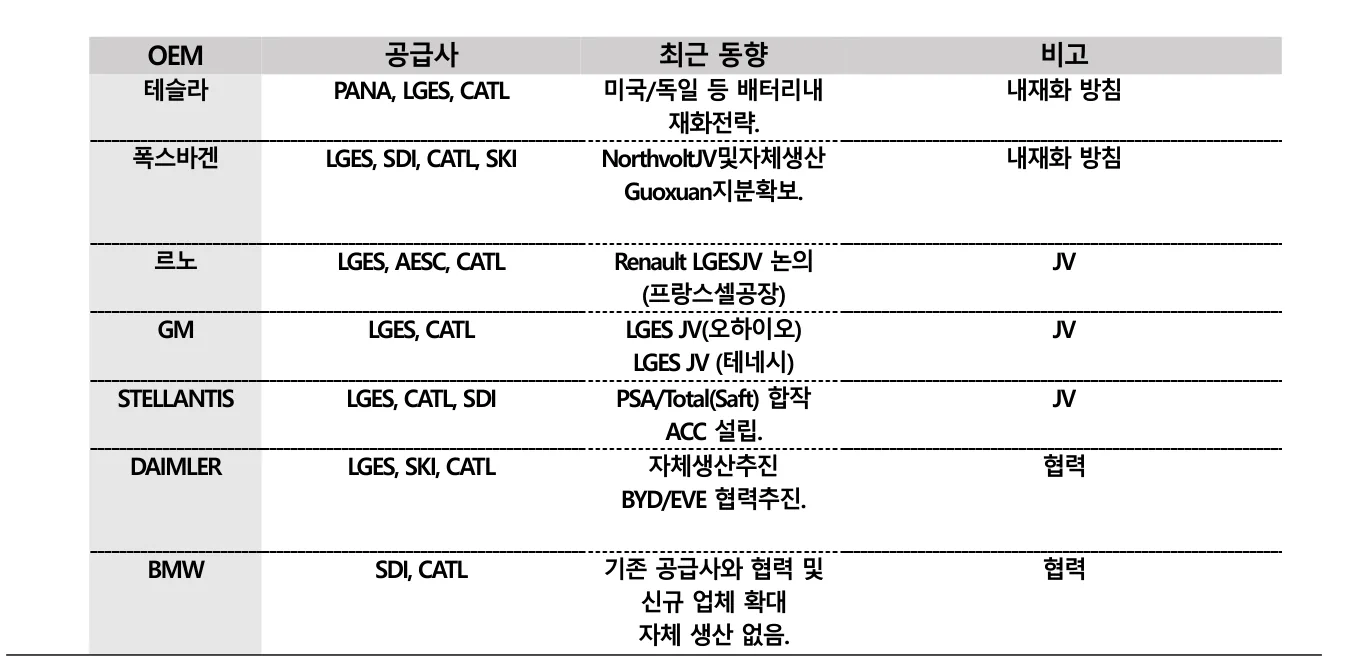 OEM 공급사 최근 동향 비고
테슬라 PANA, LGES, CATL 미국/독일 등 배터리내 내재화 방침
재화전략.
폭스바겐 LGES, SDI, CATL, SKI NorthvoltJV및자체생산 내재화 방침
Guoxuan지분확보.
르노 LGES, AESC, CATL Renault LGESJV 논의 JV
(프랑스셀공장)
GM LGES, CATL LGES JV(오하이오) JV
LGES JV (테네시)
STELLANTIS LGES, CATL, SDI PSA/Total(Saft) 합작 JV
ACC 설립.
DAIMLER LGES, SKI, CATL 자체생산추진 협력
BYD/EVE 협력추진.
BMW SDI, CATL 기존 공급사와 협력 및 협력
신규 업체 확대
자체 생산 없음.